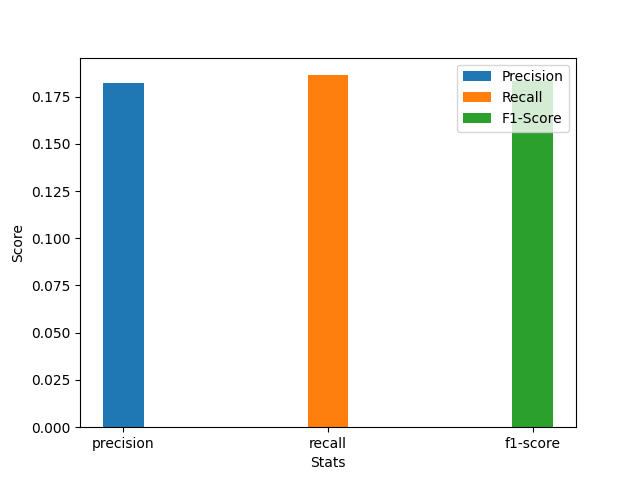 Precision
Recall
F1-Score
0.175
0.150
0.125
0.100
0.075
0.050
0.025
0.000
Score
precision
recall
f1-score
Stats